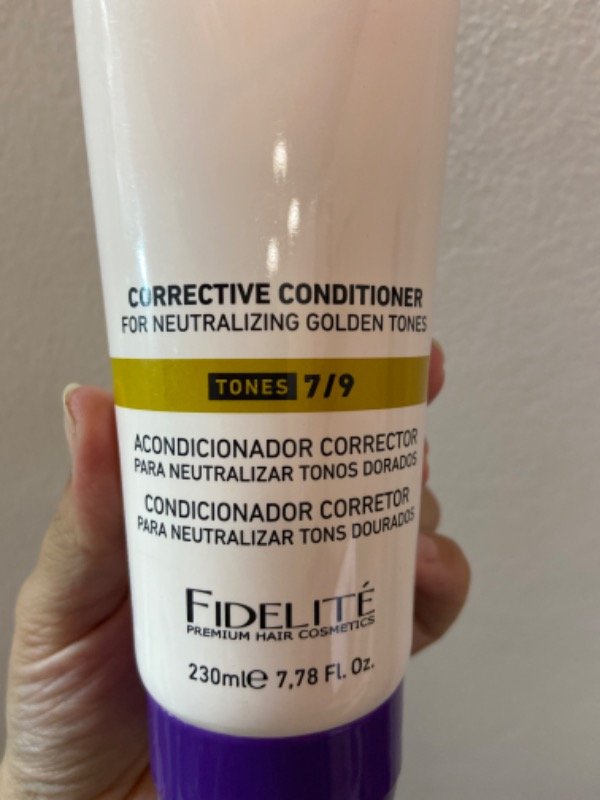 CORRECTIVE CONDITIONER
FOR NEUTRALIZING GOLDEN TONES
TONES 7/9
ACONDICIONADOR CORRECTOR
PARA NEUTRALIZAR TONOS DORADOS
CONDICIONADOR CORRETOR
PARA NEUTRALIZAR TONS DOURADOS
FIDELITÉ
PREMIUM HAIR COSMETICS
230ml℮ 7,78 Fl. Oz.